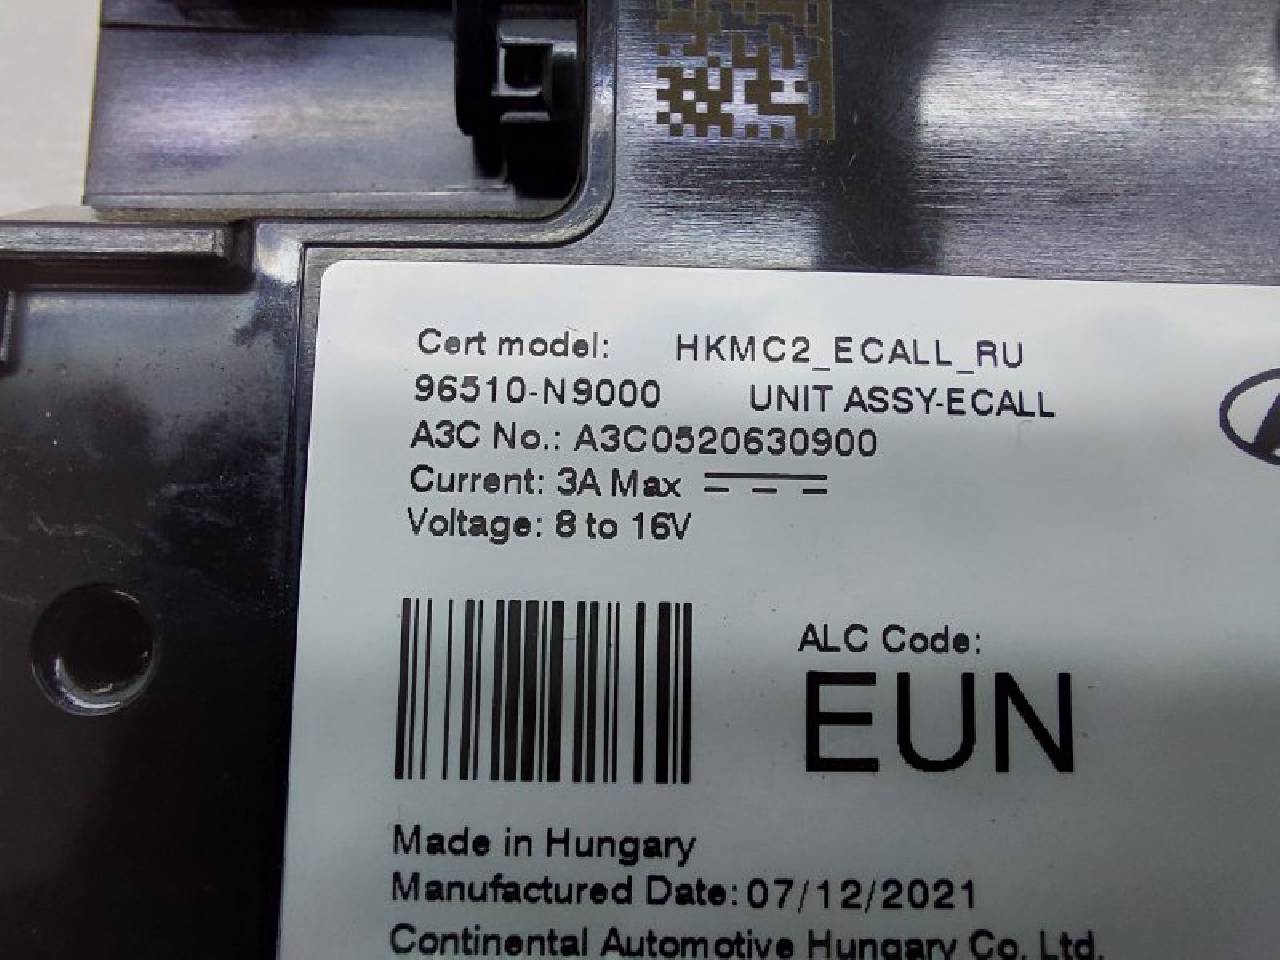 Cert model: HKMC2_ECALL_RU
96510-N9000 UNIT ASSY-ECALL
A3C No.: A3C0520630900
Current: 3A Max
Voltage: 8 to 16V
ALC Code:
EUN
Made in Hungary
Manufactured Date: 07/12/2021
Continental Automotive Hungary Co. Ltd.